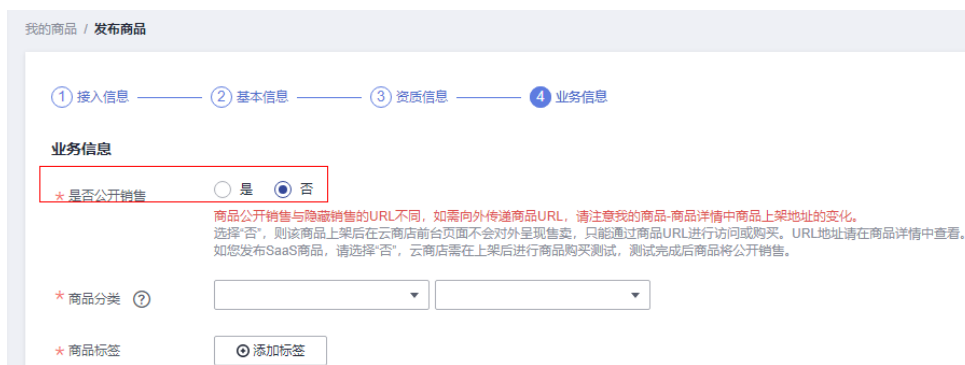 我的商品 / 发布商品
1 接入信息 2 基本信息 3 资质信息 4 业务信息
业务信息
* 是否公开销售 是 否
商品公开销售与隐藏销售的URL不同，如需向外传递商品URL，请注意我的商品-商品详情中商品上架地址的变化。
选择“否”，则该商品上架后在云商店前台页面不会对外呈现售卖，只能通过商品URL进行访问或购买。URL地址请在商品详情中查看。
如您发布SaaS商品，请选择“否”，云商店需在上架后进行商品购买测试，测试完成后商品将公开销售。
* 商品分类 ?
* 商品标签 添加标签